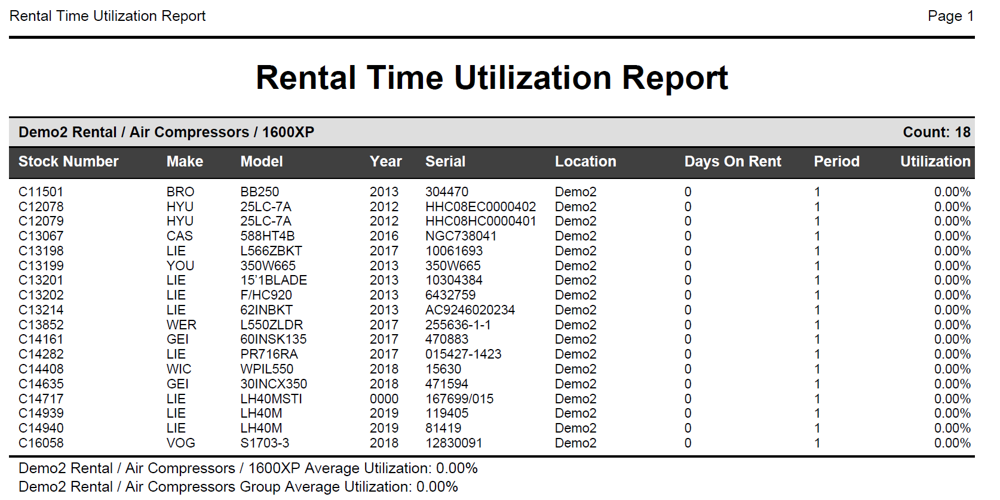 Rental Time Utilization Report Page 1
Rental Time Utilization Report
Demo2 Rental / Air Compressors / 1600XP Count: 18
Stock Number Make Model Year Serial Location Days On Rent Period Utilization
C11501 BRO BB250 2013 304470 Demo2 0 1 0.00%
C12078 HYU 25LC-7A 2012 HHC08EC0000402 Demo2 0 1 0.00%
C12079 HYU 25LC-7A 2012 HHC08HC0000401 Demo2 0 1 0.00%
C13067 CAS 588HT4B 2016 NGC738041 Demo2 0 1 0.00%
C13198 LIE L566ZBKT 2017 10061693 Demo2 0 1 0.00%
C13199 YOU 350W665 2013 350W665 Demo2 0 1 0.00%
C13201 LIE 15’1BLADE 2013 10304384 Demo2 0 1 0.00%
C13202 LIE F/HC920 2013 6432759 Demo2 0 1 0.00%
C13214 LIE 62INBKT 2013 AC9246020234 Demo2 0 1 0.00%
C13852 WER L550ZLDR 2017 255636-1-1 Demo2 0 1 0.00%
C14161 GEI 60INSK135 2017 470883 Demo2 0 1 0.00%
C14282 LIE PR716RA 2017 015427-1423 Demo2 0 1 0.00%
C14408 WIC WPIL550 2018 15630 Demo2 0 1 0.00%
C14635 GEI 30INCX350 2018 471594 Demo2 0 1 0.00%
C14717 LIE LH40MSTI 0000 167699/015 Demo2 0 1 0.00%
C14939 LIE LH40M 2019 119405 Demo2 0 1 0.00%
C14940 LIE LH40M 2019 81419 Demo2 0 1 0.00%
C16058 VOG S1703-3 2018 12830091 Demo2 0 1 0.00%
Demo2 Rental / Air Compressors / 1600XP Average Utilization: 0.00%
Demo2 Rental / Air Compressors Group Average Utilization: 0.00%